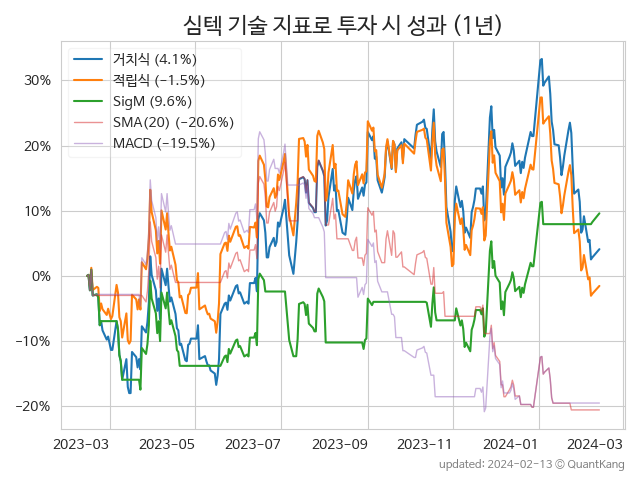 심텍 기술 지표로 투자 시 성과 (1년)
거치식 (4.1%)
적립식 (−1.5%)
SigM (9.6%)
SMA(20) (−20.6%)
MACD (−19.5%)
30%
20%
10%
0%
−10%
−20%
2023-03 2023-05 2023-07 2023-09 2023-11 2024-01 2024-03
updated: 2024-02-13 © QuantKang